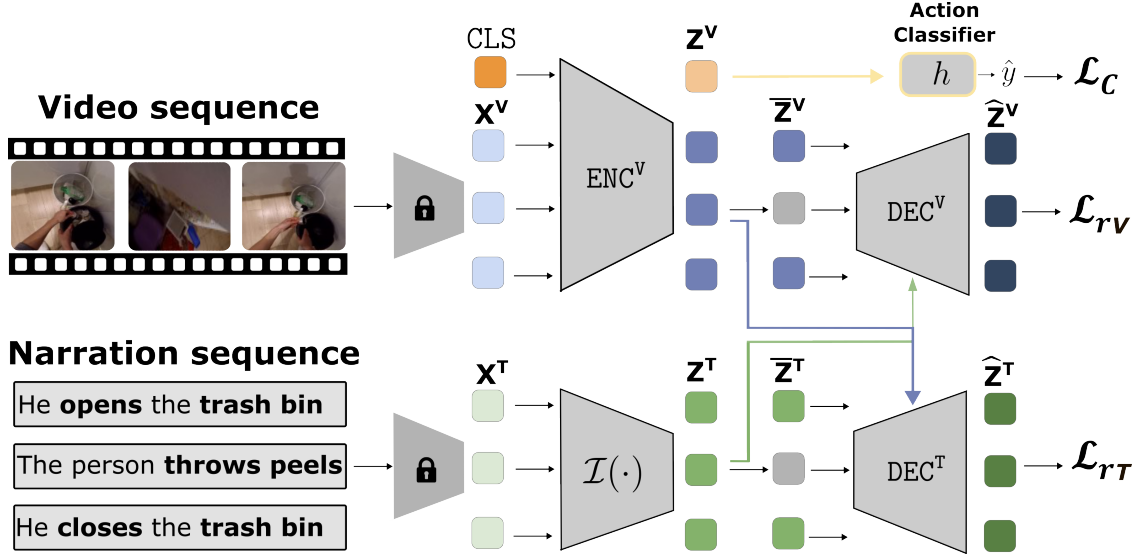 Action
Classifier
CLS
Z^V
h
ŷ
𝓛_C
Video sequence
X^V
Z̅^V
Ẑ^V
ENC^V
DEC^V
𝓛_rV
Narration sequence
X^T
Z^T
Z̅^T
Ẑ^T
He opens the trash bin
The person throws peels
I(·)
DEC^T
𝓛_rT
He closes the trash bin